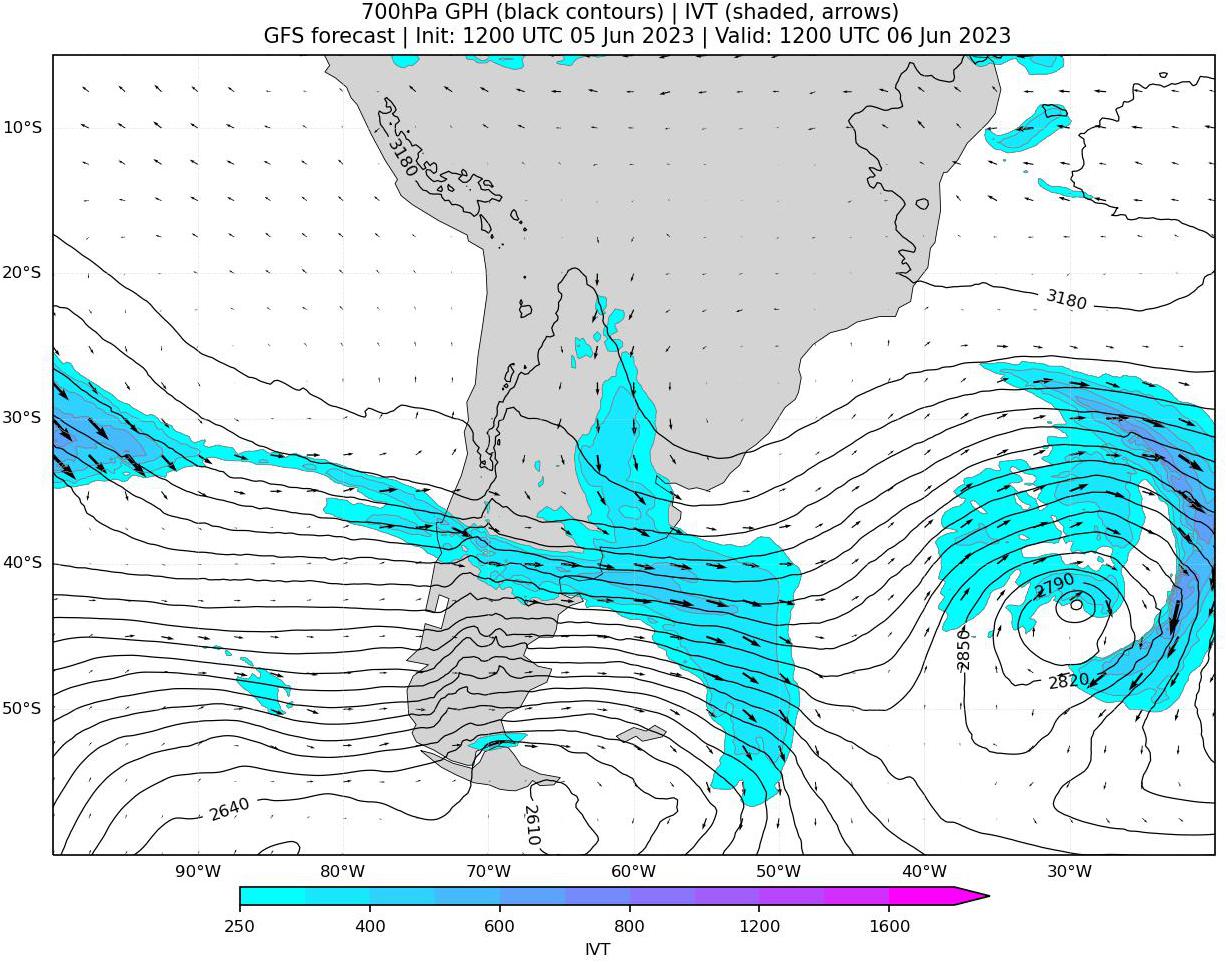 700hPa GPH (black contours) | IVT (shaded, arrows)
GFS forecast | Init: 1200 UTC 05 Jun 2023 | Valid: 1200 UTC 06 Jun 2023
10°S
20°S
30°S
40°S
50°S
3180
3180
2790
2850
2820
2640
2610
90°W
80°W
70°W
60°W
50°W
40°W
30°W
250
400
600
800
1200
1600
IVT